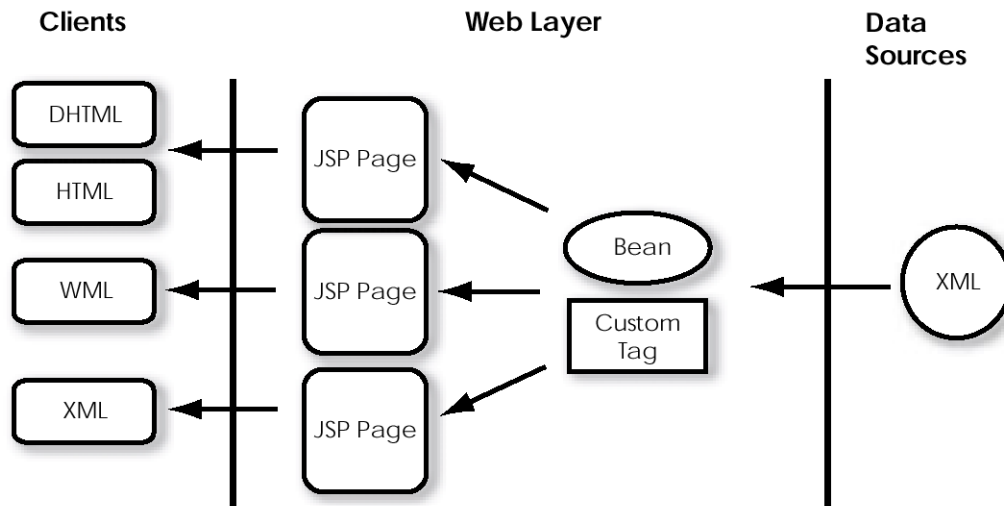 Clients
Web Layer
Data
Sources
DHTML
HTML
WML
XML
JSP Page
JSP Page
JSP Page
Bean
Custom
Tag
XML